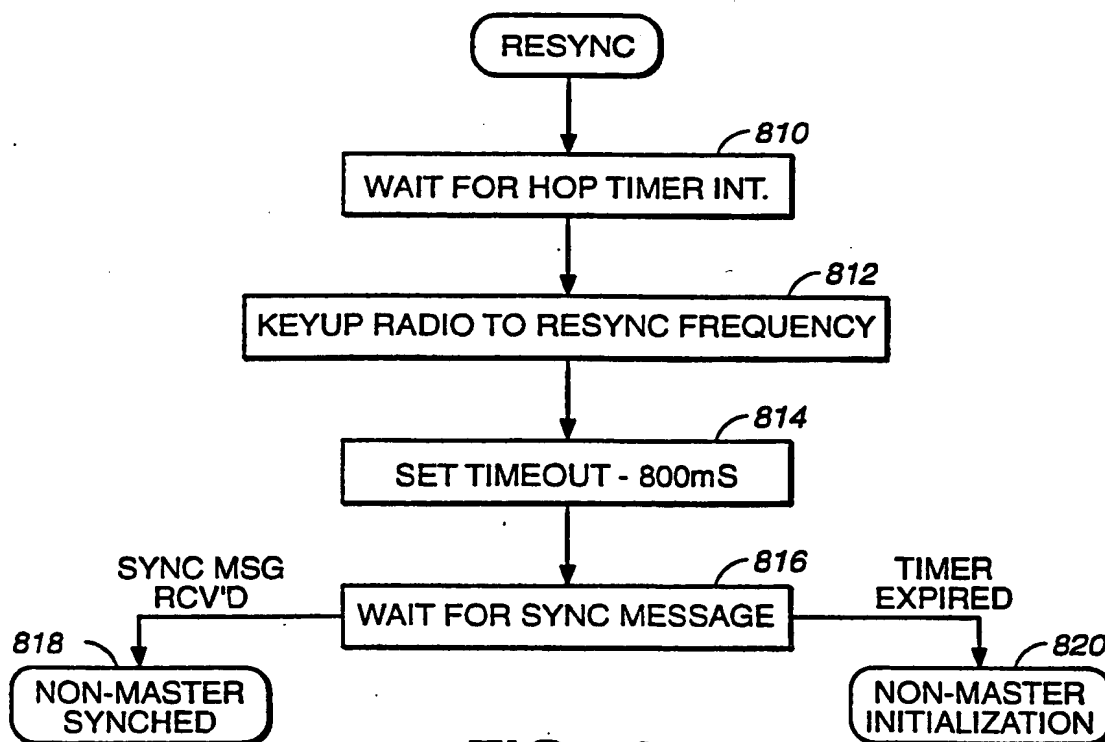 RESYNC
810
WAIT FOR HOP TIMER INT.
812
KEYUP RADIO TO RESYNC FREQUENCY
814
SET TIMEOUT - 800mS
816
SYNC MSG
RCV'D
WAIT FOR SYNC MESSAGE
TIMER
EXPIRED
818
NON-MASTER
SYNCHED
820
NON-MASTER
INITIALIZATION